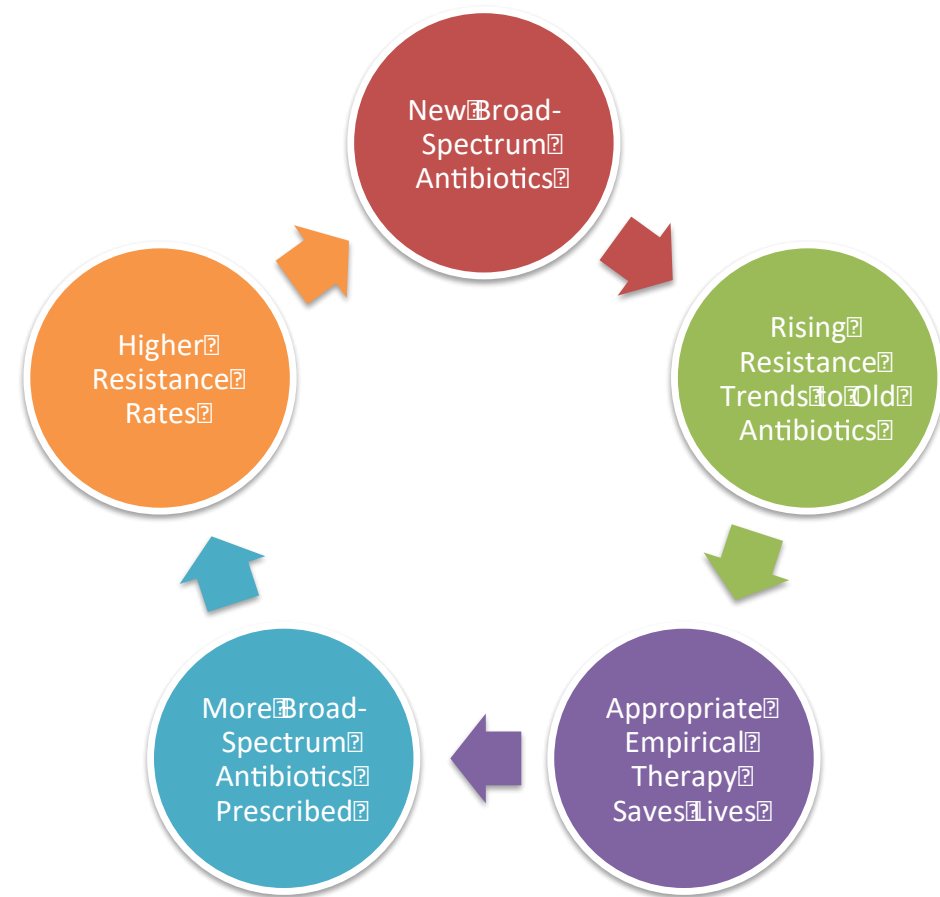 New Broad-
Spectrum
Antibiotics
Rising
Resistance
Trends to Old
Antibiotics
Appropriate
Empirical
Therapy
Saves Lives
More Broad-
Spectrum
Antibiotics
Prescribed
Higher
Resistance
Rates